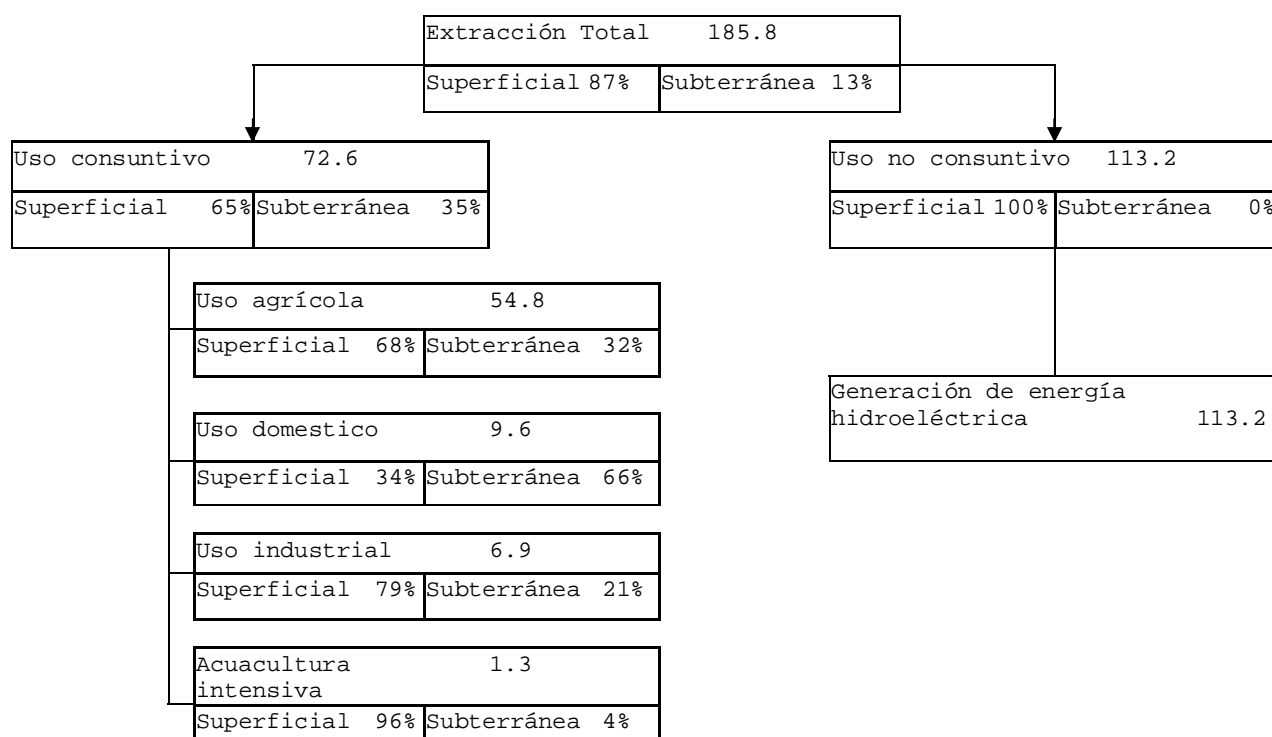 Extracción Total 185.8
Superficial 87% Subterránea 13%
Uso consuntivo 72.6
Superficial 65% Subterránea 35%
Uso no consuntivo 113.2
Superficial 100% Subterránea 0%
Uso agrícola 54.8
Superficial 68% Subterránea 32%
Uso domestico 9.6
Superficial 34% Subterránea 66%
Uso industrial 6.9
Superficial 79% Subterránea 21%
Acuacultura 1.3
intensiva
Superficial 96% Subterránea 4%
Generación de energía
hidroeléctrica 113.2